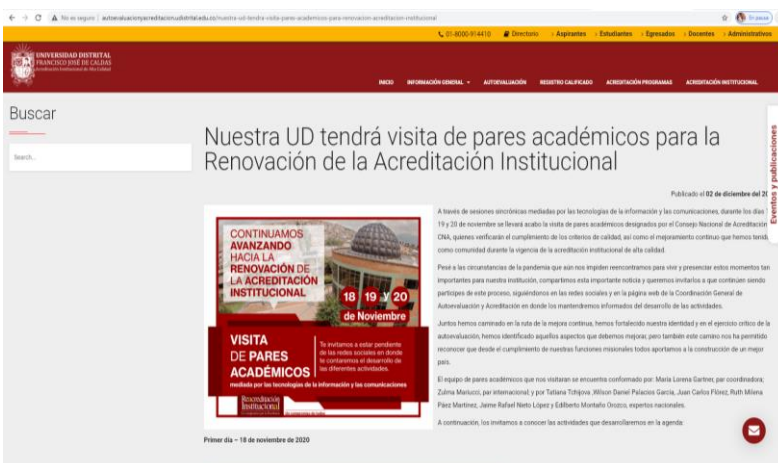 No es seguro | autoevaluacionyacreditacion.udistrital.edu.co/nuestra-ud-tendra-visita-pares-academicos-para-renovacion-acreditacion-institucional
En pausa
01-8000-914410 Directorio › Aspirantes › Estudiantes › Egresados › Docentes › Administrativos
UNIVERSIDAD DISTRITAL
FRANCISCO JOSÉ DE CALDAS
Acreditación Institucional de Alta Calidad
INICIO INFORMACIÓN GENERAL AUTOEVALUACIÓN REGISTRO CALIFICADO ACREDITACIÓN PROGRAMAS ACREDITACIÓN INSTITUCIONAL
Buscar
Search...
Eventos y publicaciones
Nuestra UD tendrá visita de pares académicos para la
Renovación de la Acreditación Institucional
Publicado el 02 de diciembre del 20
A través de sesiones sincrónicas mediadas por las tecnologías de la información y las comunicaciones, durante los días 1
19 y 20 de noviembre se llevará acabo la visita de pares académicos designados por el Consejo Nacional de Acreditación
CNA, quienes verificarán el cumplimiento de los criterios de calidad, así como el mejoramiento continuo que hemos tenido
como comunidad durante la vigencia de la acreditación institucional de alta calidad.
Pesé a las circunstancias de la pandemia que aún nos impiden reencontrarnos para vivir y presenciar estos momentos tan
importantes para nuestra institución, compartimos esta importante noticia y queremos invitarlos a que continúen siendo
partícipes de este proceso, siguiéndonos en las redes sociales y en la página web de la Coordinación General de
Autoevaluación y Acreditación en donde los mantendremos informados del desarrollo de las actividades.
Juntos hemos caminado en la ruta de la mejora continua, hemos fortalecido nuestra identidad y en el ejercicio crítico de la
autoevaluación, hemos identificado aquellos aspectos que debemos mejorar, pero también este camino nos ha permitido
reconocer que desde el cumplimiento de nuestras funciones misionales todos aportamos a la construcción de un mejor
país.
El equipo de pares académicos que nos visitaran se encuentra conformado por: María Lorena Gartner, par coordinadora;
Zulma Mariucci, par internacional; y por Tatiana Tchijova ,Wilson Daniel Palacios García, Juan Carlos Flórez, Ruth Milena
Páez Martínez, Jaime Rafael Nieto López y Edilberto Montaño Orozco, expertos nacionales.
A continuación, los invitamos a conocer las actividades que desarrollaremos en la agenda:
CONTINUAMOS
AVANZANDO
HACIA LA
RENOVACIÓN DE
LA ACREDITACIÓN
INSTITUCIONAL
18 19 Y 20
de Noviembre
VISITA
DE PARES
ACADÉMICOS
Te invitamos a estar pendiente
de las redes sociales en donde
te contaremos el desarrollo de
las diferentes actividades.
mediada por las tecnologías de la información y las comunicaciones
Reacreditación
Institucional
Primer día – 18 de noviembre de 2020